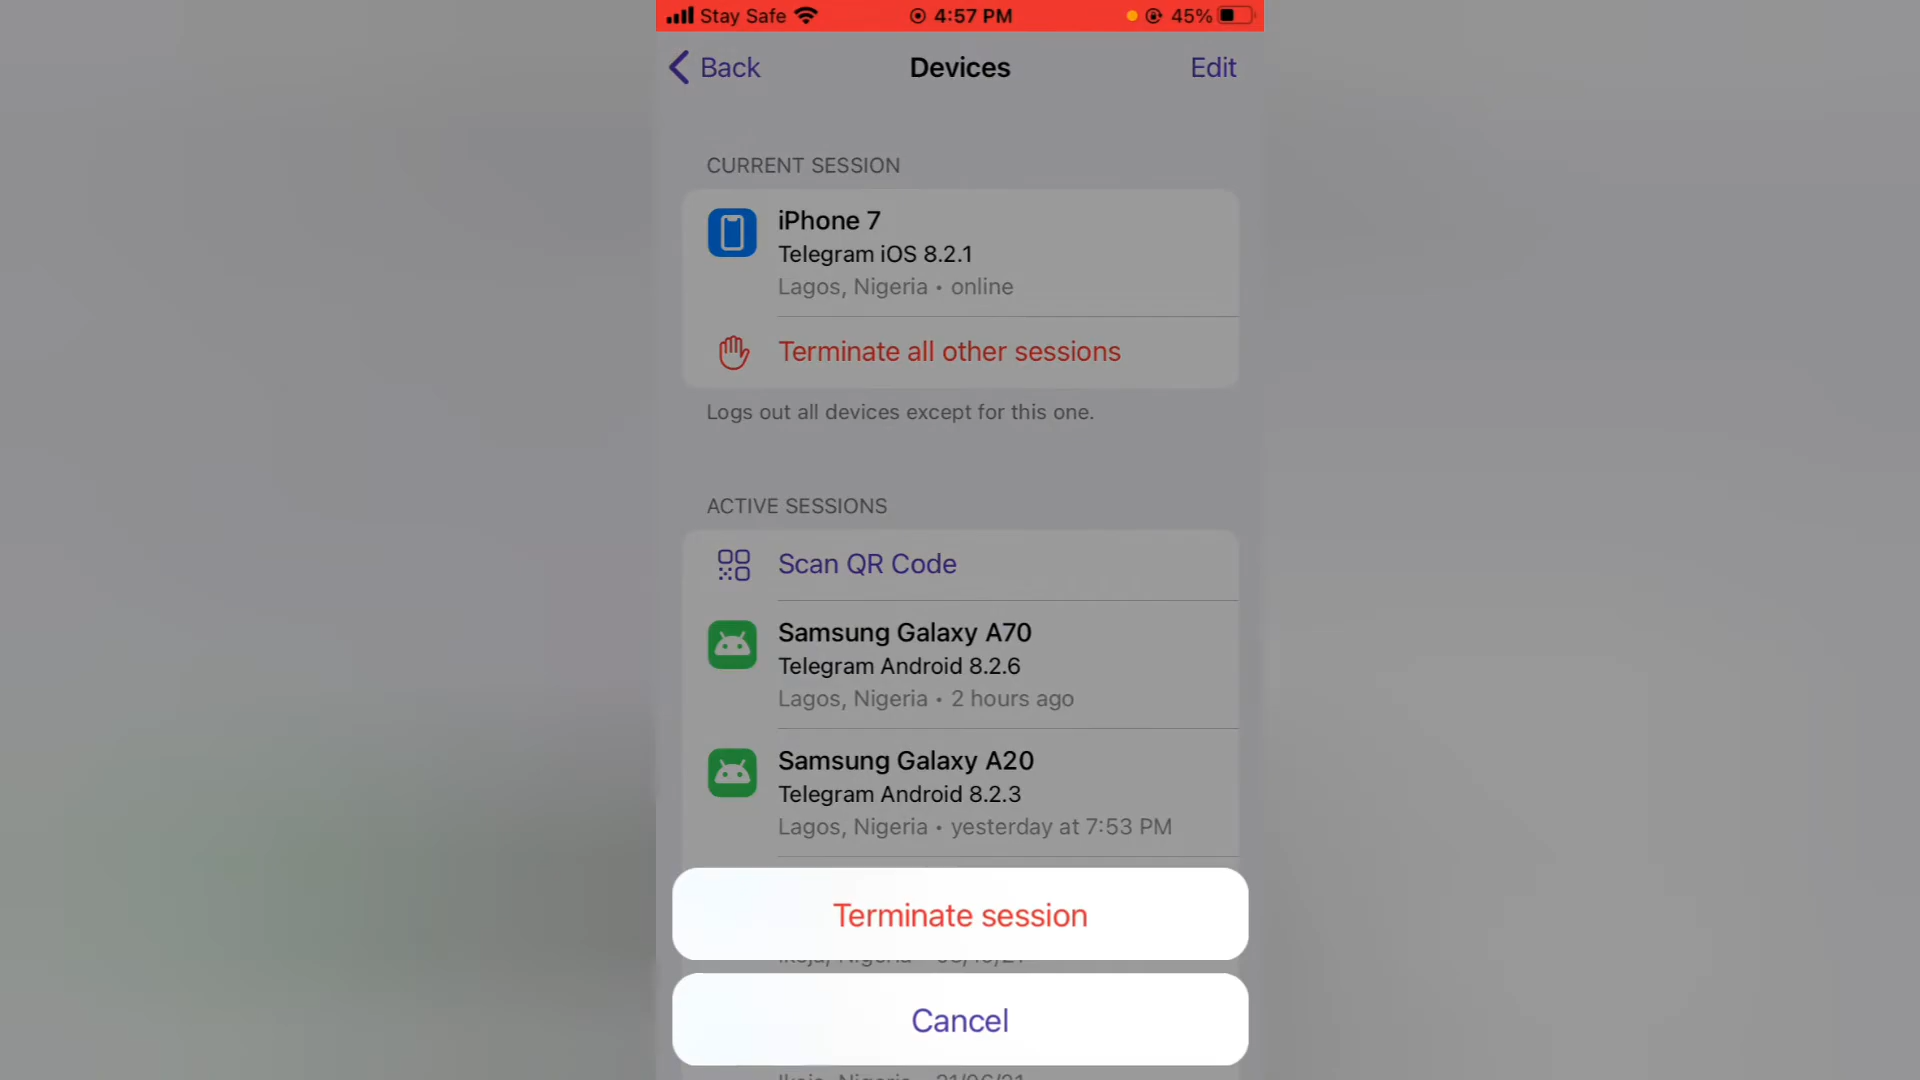 Stay Safe 4:57 PM 45%
Back Devices Edit
CURRENT SESSION
iPhone 7
Telegram iOS 8.2.1
Lagos, Nigeria • online
Terminate all other sessions
Logs out all devices except for this one.
ACTIVE SESSIONS
Scan QR Code
Samsung Galaxy A70
Telegram Android 8.2.6
Lagos, Nigeria • 2 hours ago
Samsung Galaxy A20
Telegram Android 8.2.3
Lagos, Nigeria • yesterday at 7:53 PM
Terminate session
Cancel